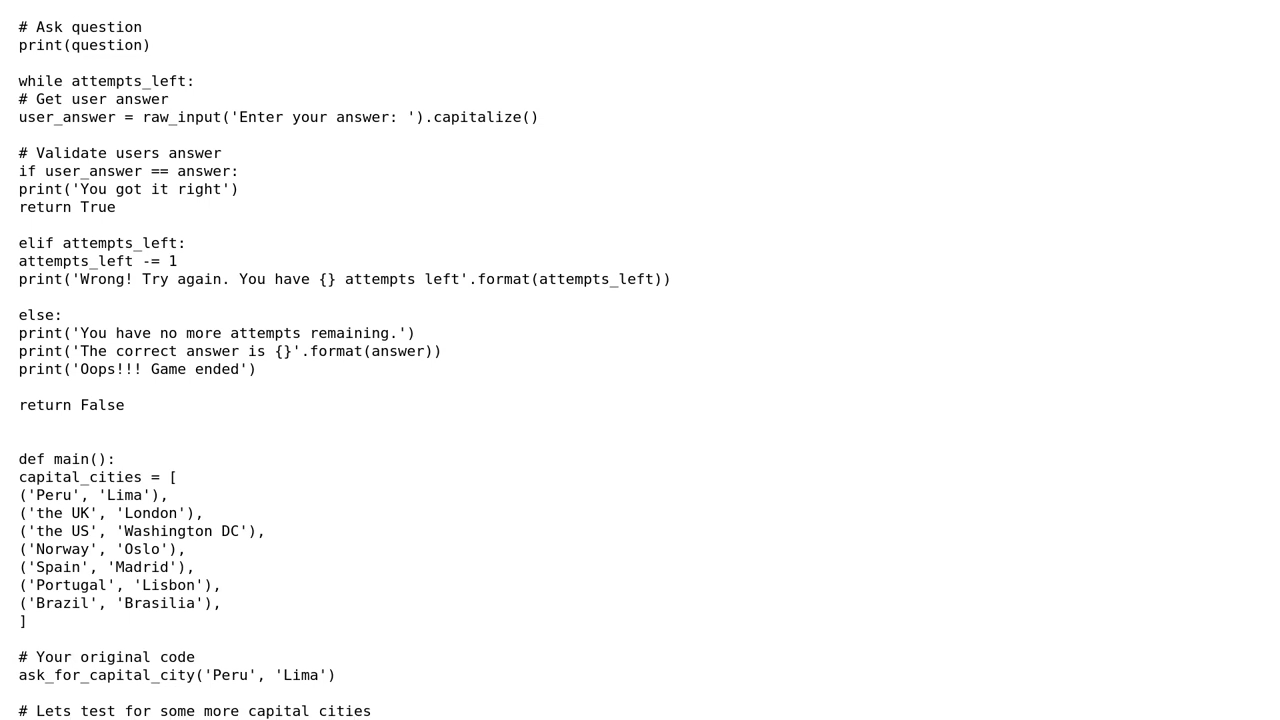 # Ask question
print(question)
while attempts_left:
# Get user answer
user_answer = raw_input('Enter your answer: ').capitalize()
# Validate users answer
if user_answer == answer:
print('You got it right')
return True
elif attempts_left:
attempts_left -= 1
print('Wrong! Try again. You have {} attempts left'.format(attempts_left))
else:
print('You have no more attempts remaining.')
print('The correct answer is {}'.format(answer))
print('Oops!!! Game ended')
return False
def main():
capital_cities = [
('Peru', 'Lima'),
('the UK', 'London'),
('the US', 'Washington DC'),
('Norway', 'Oslo'),
('Spain', 'Madrid'),
('Portugal', 'Lisbon'),
('Brazil', 'Brasilia'),
]
# Your original code
ask_for_capital_city('Peru', 'Lima')
# Lets test for some more capital cities